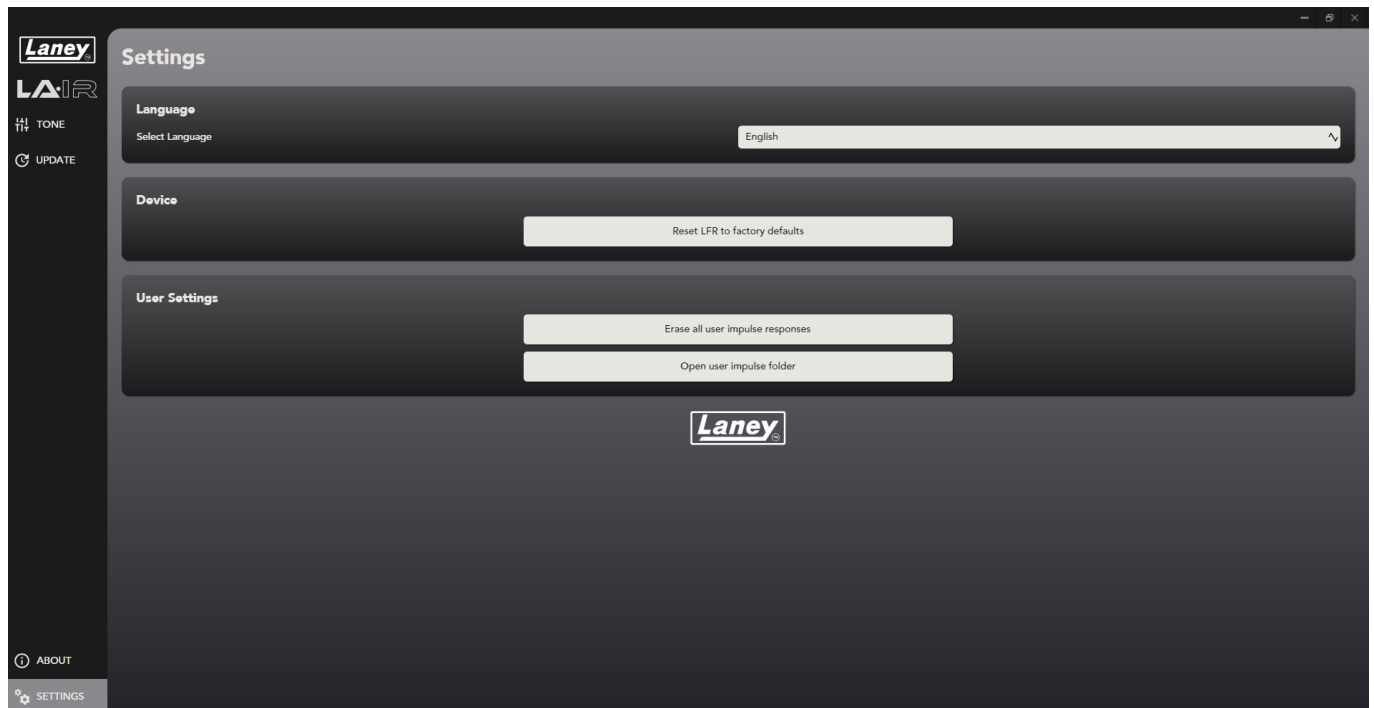 Laney
LA·IR
TONE
UPDATE
ABOUT
SETTINGS
Settings
Language
Select Language
English
Device
Reset LFR to factory defaults
User Settings
Erase all user impulse responses
Open user impulse folder
Laney